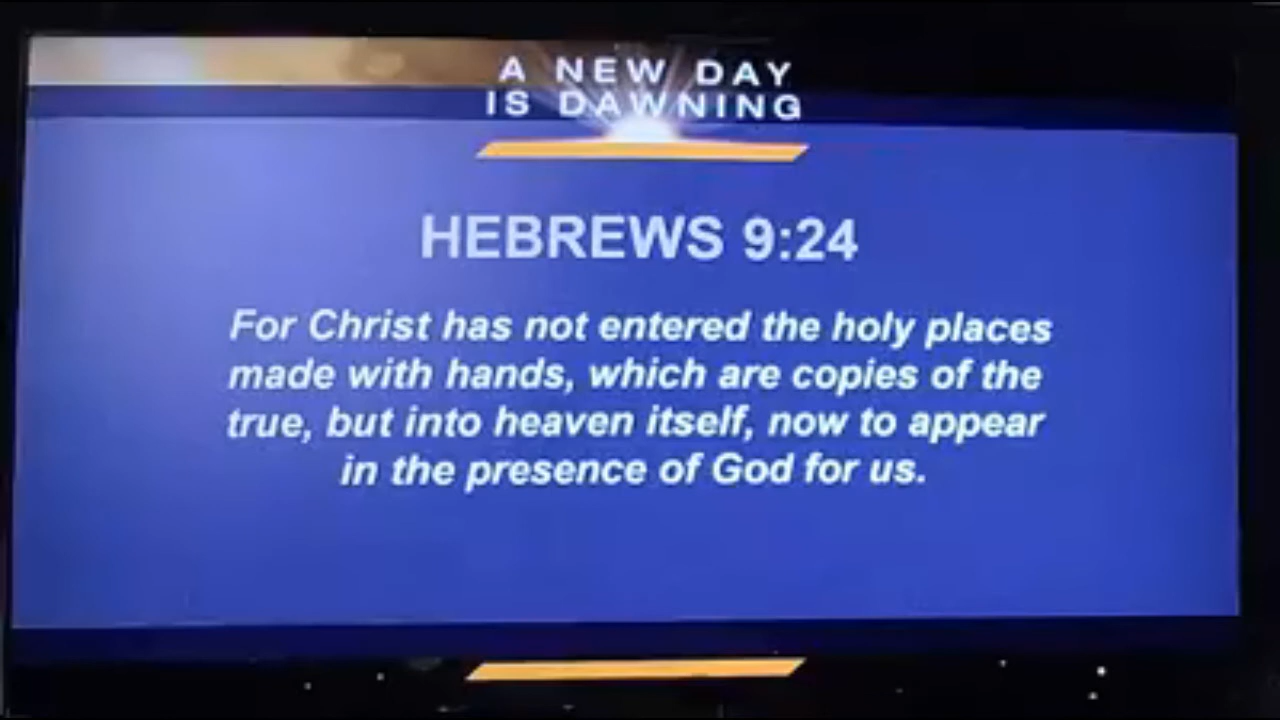 A NEW DAY
IS DAWNING
HEBREWS 9:24
For Christ has not entered the holy places
made with hands, which are copies of the
true, but into heaven itself, now to appear
in the presence of God for us.